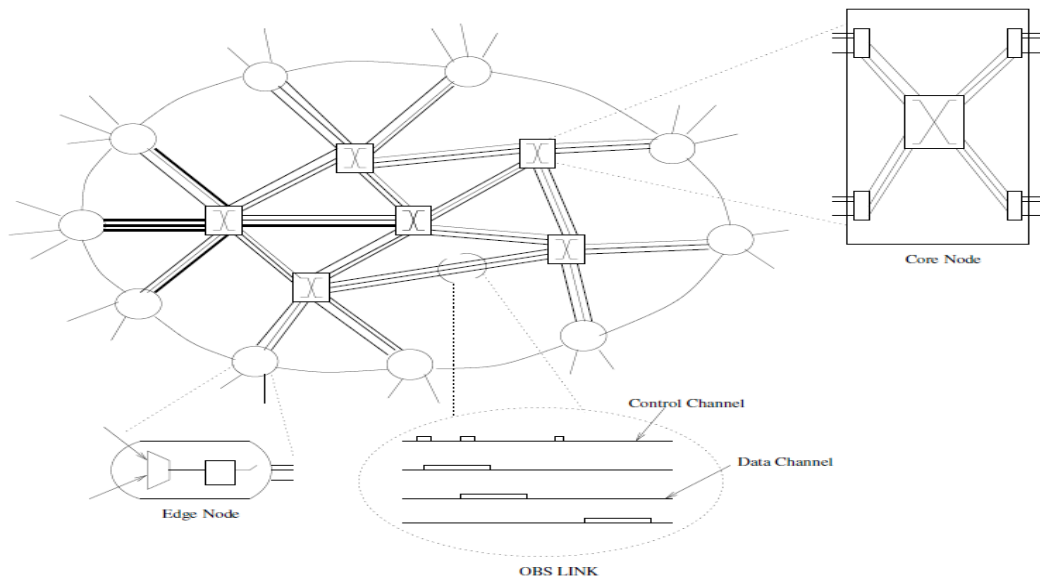 Core Node
Control Channel
Data Channel
Edge Node
OBS LINK